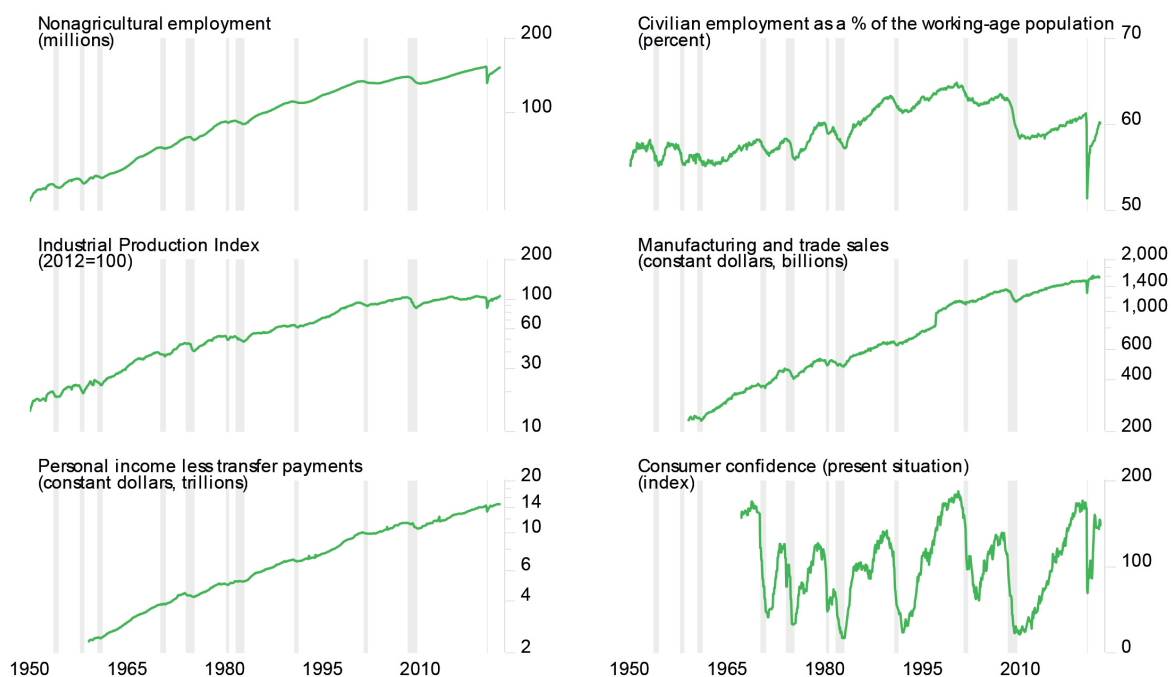 Nonagricultural employment
(millions)
200
100
Civilian employment as a % of the working-age population
(percent)
70
60
50
Industrial Production Index
(2012=100)
200
100
60
30
10
Manufacturing and trade sales
(constant dollars, billions)
2,000
1,400
1,000
600
400
200
Personal income less transfer payments
(constant dollars, trillions)
20
14
10
6
4
2
1950 1965 1980 1995 2010
Consumer confidence (present situation)
(index)
200
100
0
1950 1965 1980 1995 2010